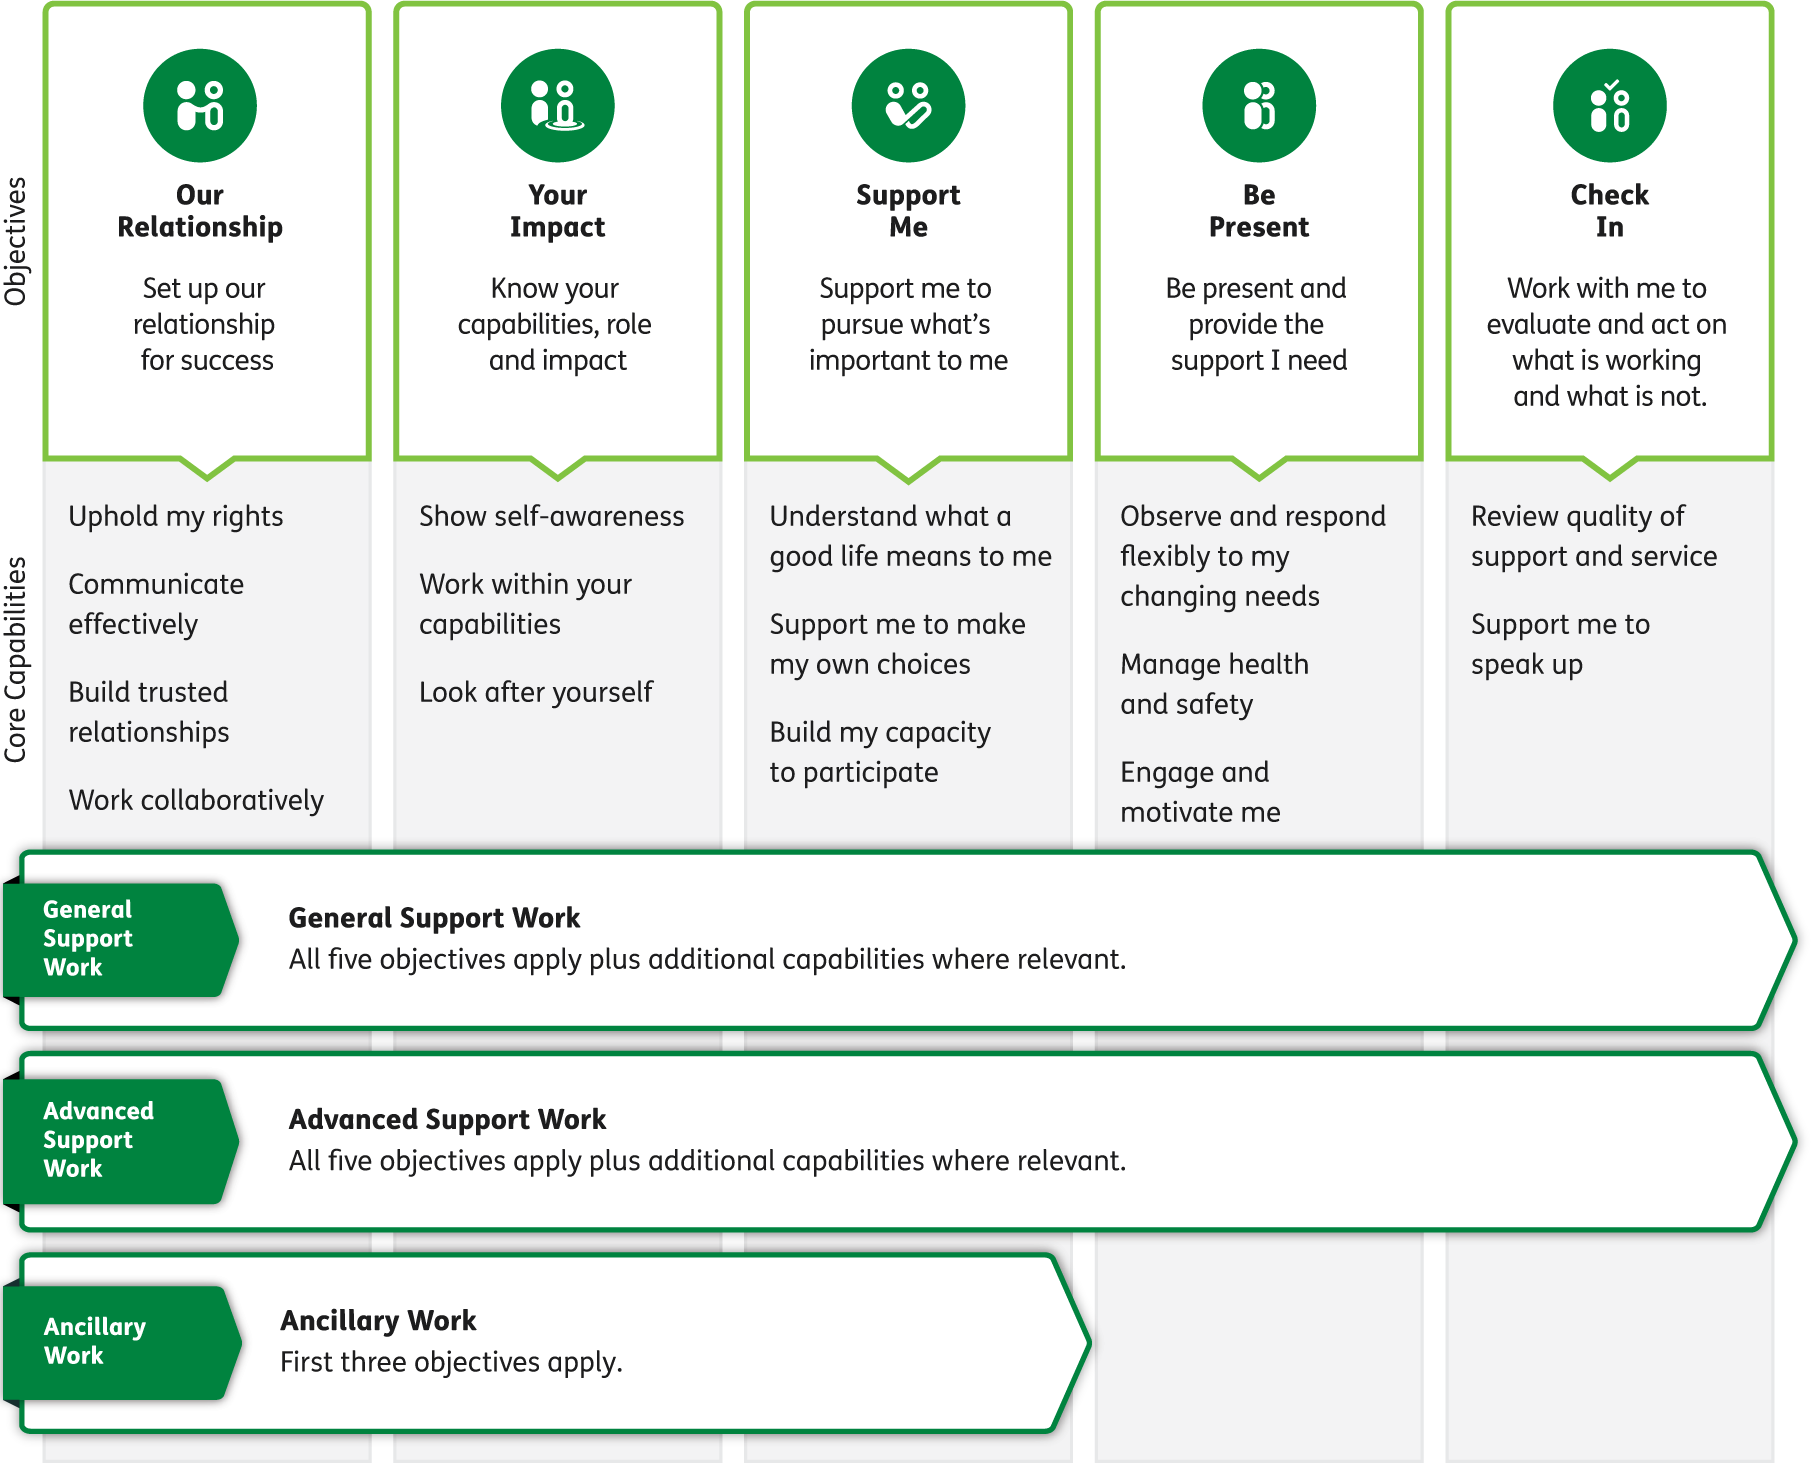 Objectives
Our
Relationship
Set up our
relationship
for success
Your
Impact
Know your
capabilities, role
and impact
Support
Me
Support me to
pursue what’s
important to me
Be
Present
Be present and
provide the
support I need
Check
In
Work with me to
evaluate and act on
what is working
and what is not.
Core Capabilities
Uphold my rights
Communicate
effectively
Build trusted
relationships
Work collaboratively
Show self-awareness
Work within your
capabilities
Look after yourself
Understand what a
good life means to me
Support me to make
my own choices
Build my capacity
to participate
Observe and respond
flexibly to my
changing needs
Manage health
and safety
Engage and
motivate me
Review quality of
support and service
Support me to
speak up
General
Support
Work
General Support Work
All five objectives apply plus additional capabilities where relevant.
Advanced
Support
Work
Advanced Support Work
All five objectives apply plus additional capabilities where relevant.
Ancillary
Work
Ancillary Work
First three objectives apply.